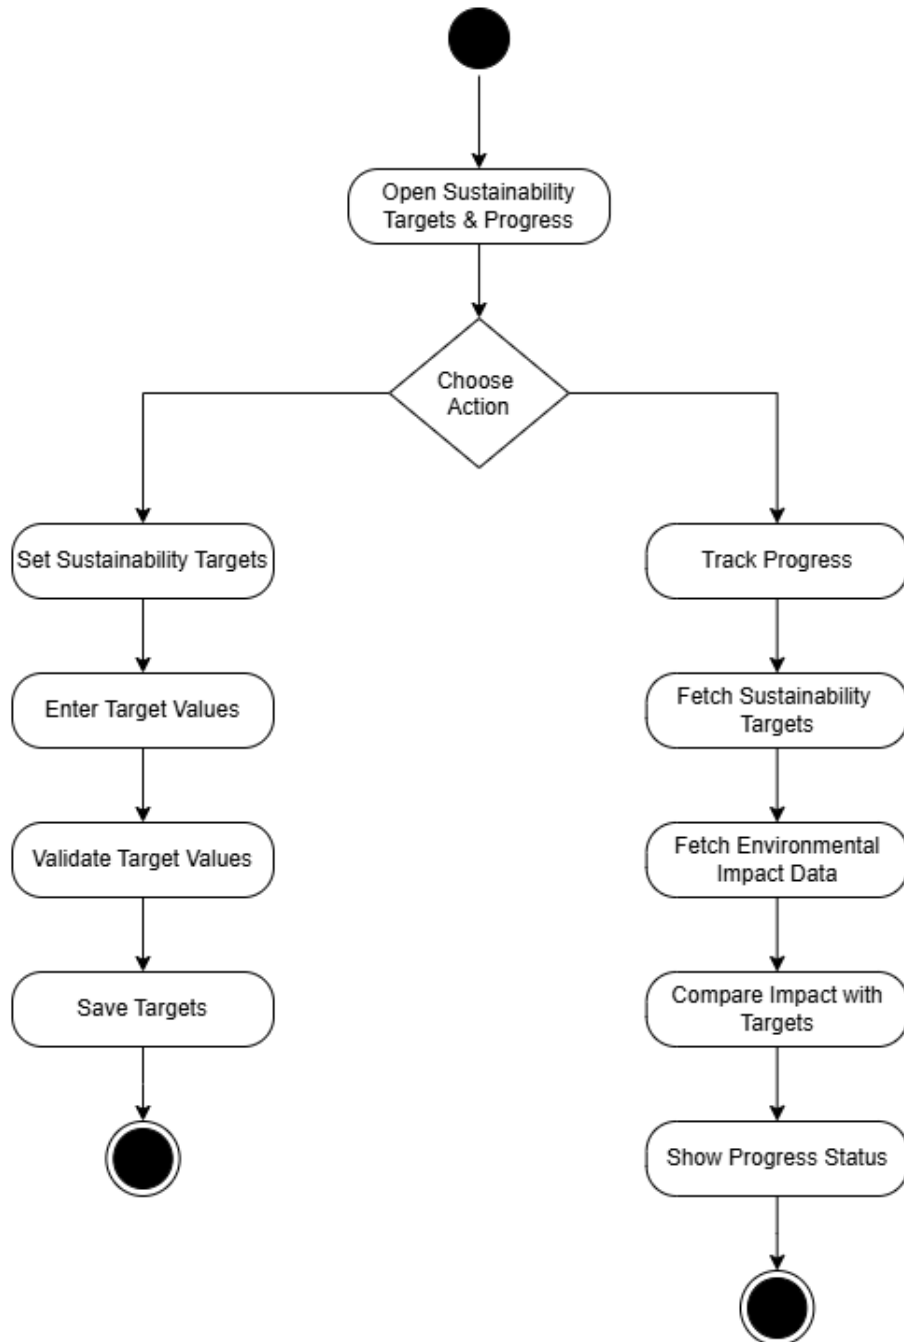 Open Sustainability
Targets & Progress
Choose
Action
Set Sustainability Targets
Track Progress
Enter Target Values
Fetch Sustainability
Targets
Validate Target Values
Fetch Environmental
Impact Data
Save Targets
Compare Impact with
Targets
Show Progress Status